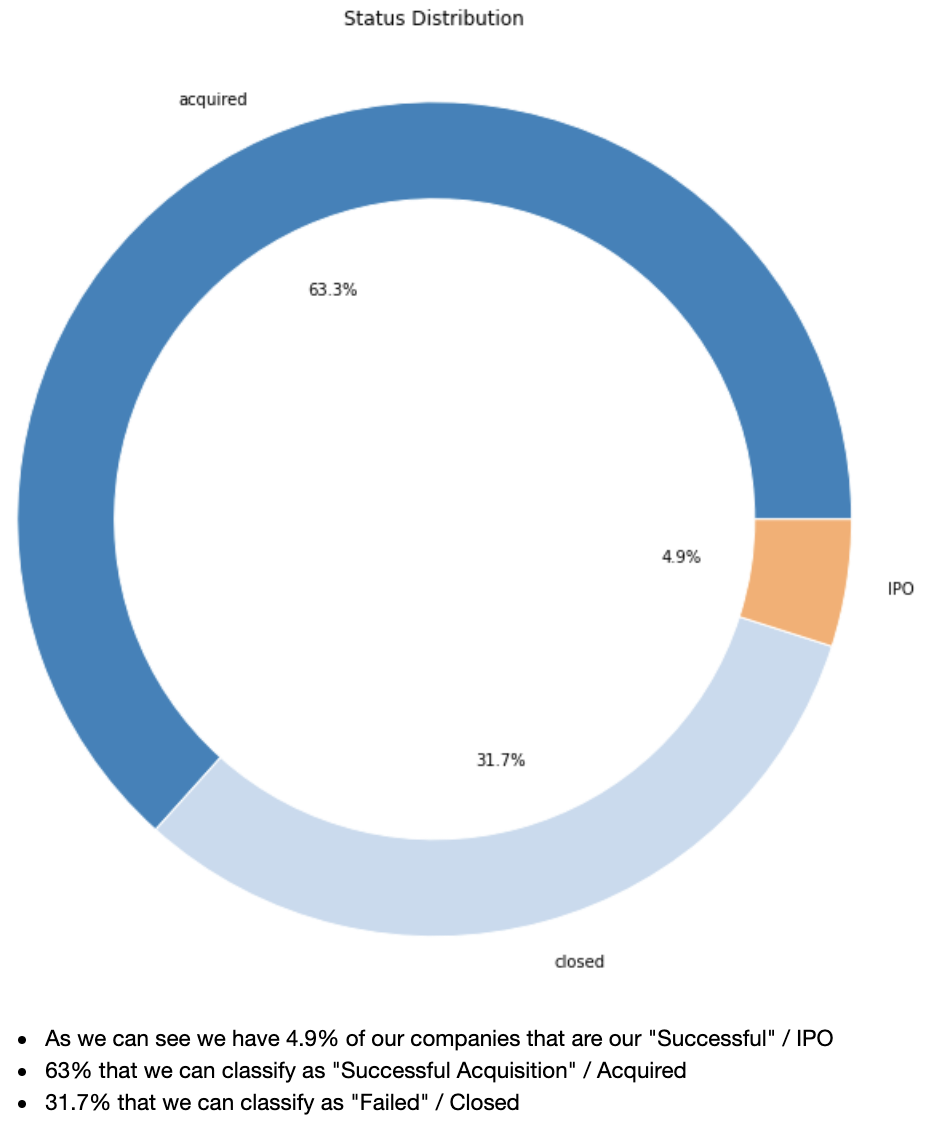 Status Distribution
acquired
63.3%
4.9%
IPO
31.7%
closed
• As we can see we have 4.9% of our companies that are our "Successful" / IPO
• 63% that we can classify as "Successful Acquisition" / Acquired
• 31.7% that we can classify as "Failed" / Closed